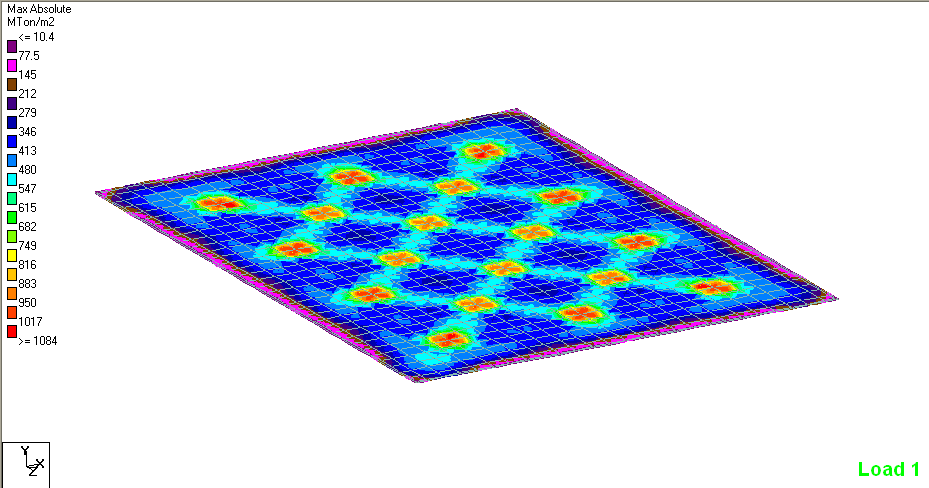 Max Absolute
MTon/m2
<= 10.4
77.5
145
212
279
346
413
480
547
615
682
749
816
883
950
1017
>= 1084
Y
X
Z
Load 1